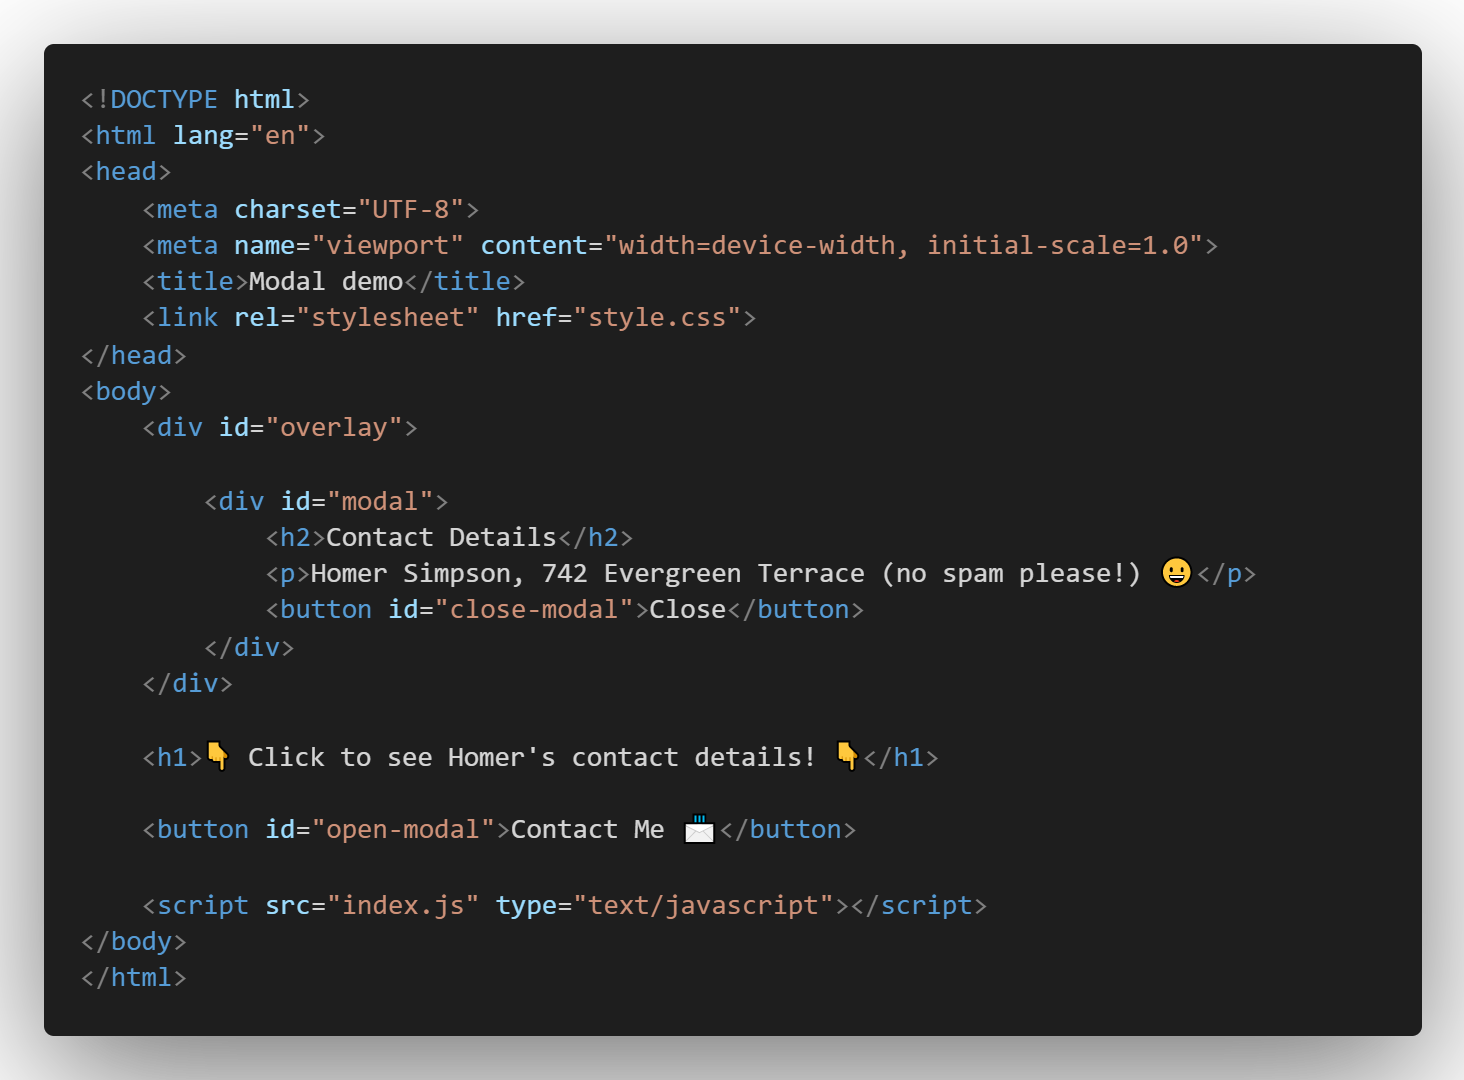 <!DOCTYPE html>
<html lang="en">
<head>
    <meta charset="UTF-8">
    <meta name="viewport" content="width=device-width, initial-scale=1.0">
    <title>Modal demo</title>
    <link rel="stylesheet" href="style.css">
</head>
<body>
    <div id="overlay">

        <div id="modal">
            <h2>Contact Details</h2>
            <p>Homer Simpson, 742 Evergreen Terrace (no spam please!) 😀</p>
            <button id="close-modal">Close</button>
        </div>
    </div>

    <h1>👇 Click to see Homer's contact details! 👇</h1>

    <button id="open-modal">Contact Me 📩</button>

    <script src="index.js" type="text/javascript"></script>
</body>
</html>